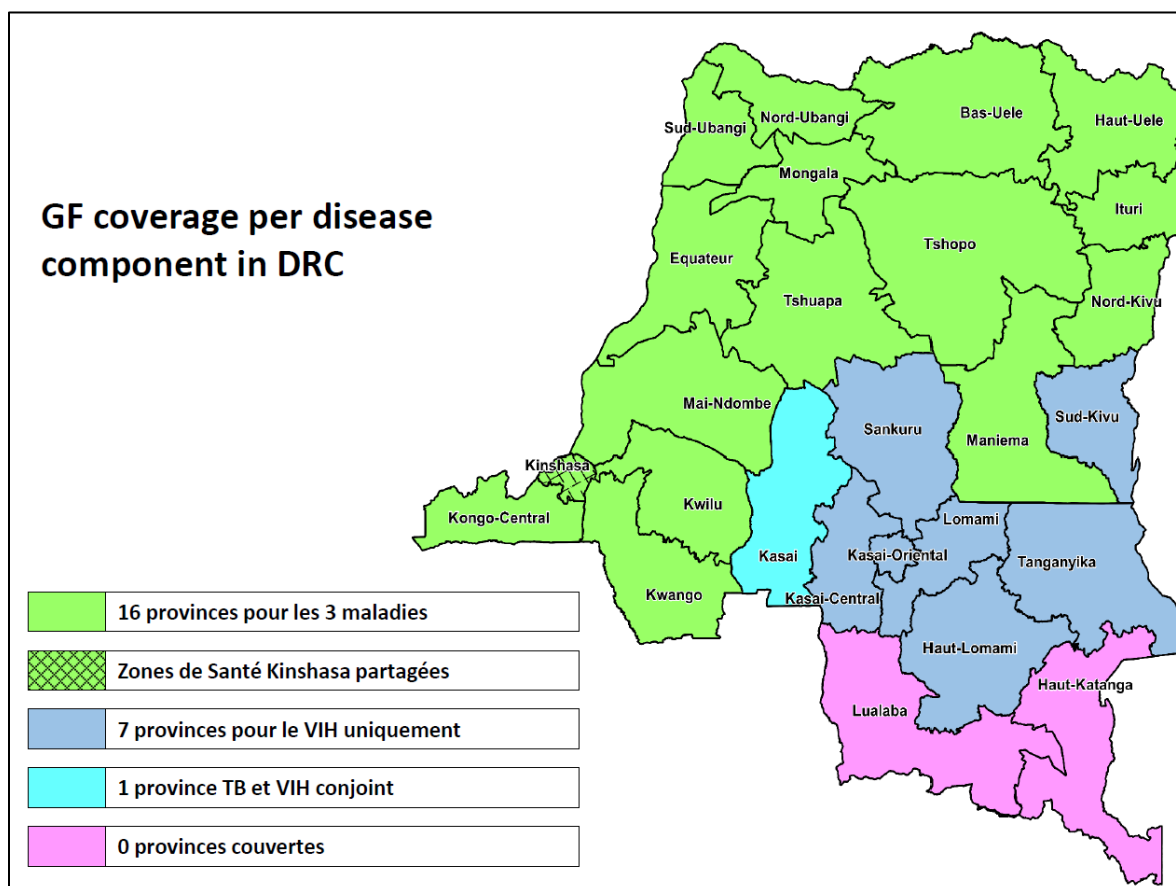 GF coverage per disease
component in DRC
Sud-Ubangi
Nord-Ubangi
Bas-Uele
Haut-Uele
Mongala
Ituri
Equateur
Tshopo
Tshuapa
Nord-Kivu
Mai-Ndombe
Sankuru
Maniema
Sud-Kivu
Kinshasa
Kongo-Central
Kwilu
Kwango
Kasai
Kasai-Oriental
Lomami
Tanganyika
Kasai-Central
Haut-Lomami
Lualaba
Haut-Katanga
16 provinces pour les 3 maladies
Zones de Santé Kinshasa partagées
7 provinces pour le VIH uniquement
1 province TB et VIH conjoint
0 provinces couvertes